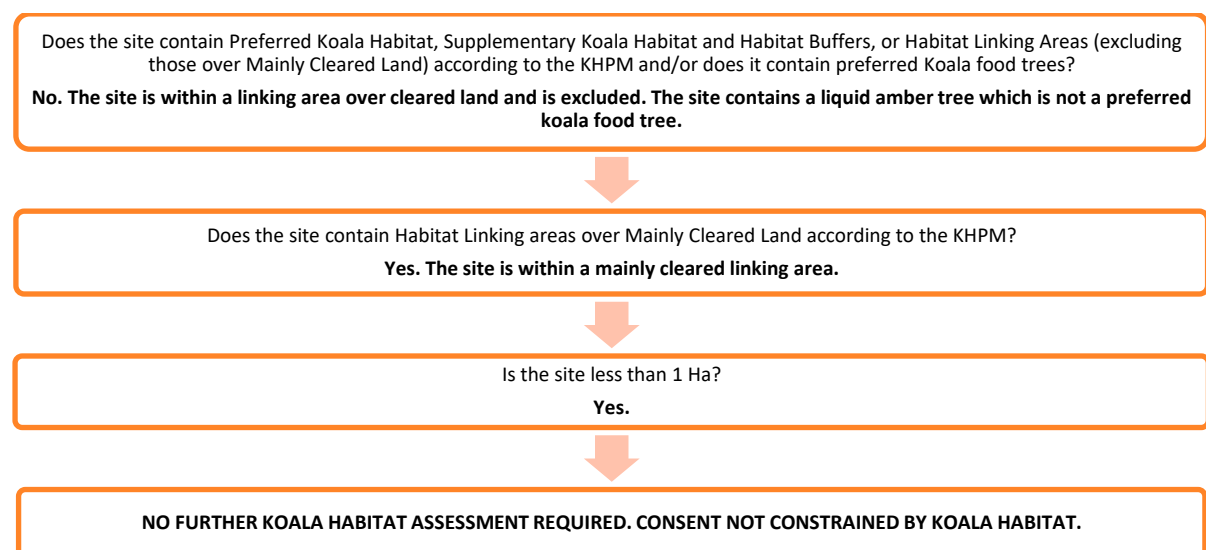 Does the site contain Preferred Koala Habitat, Supplementary Koala Habitat and Habitat Buffers, or Habitat Linking Areas (excluding
those over Mainly Cleared Land) according to the KHPM and/or does it contain preferred Koala food trees?
No. The site is within a linking area over cleared land and is excluded. The site contains a liquid amber tree which is not a preferred
koala food tree.
Does the site contain Habitat Linking areas over Mainly Cleared Land according to the KHPM?
Yes. The site is within a mainly cleared linking area.
Is the site less than 1 Ha?
Yes.
NO FURTHER KOALA HABITAT ASSESSMENT REQUIRED. CONSENT NOT CONSTRAINED BY KOALA HABITAT.